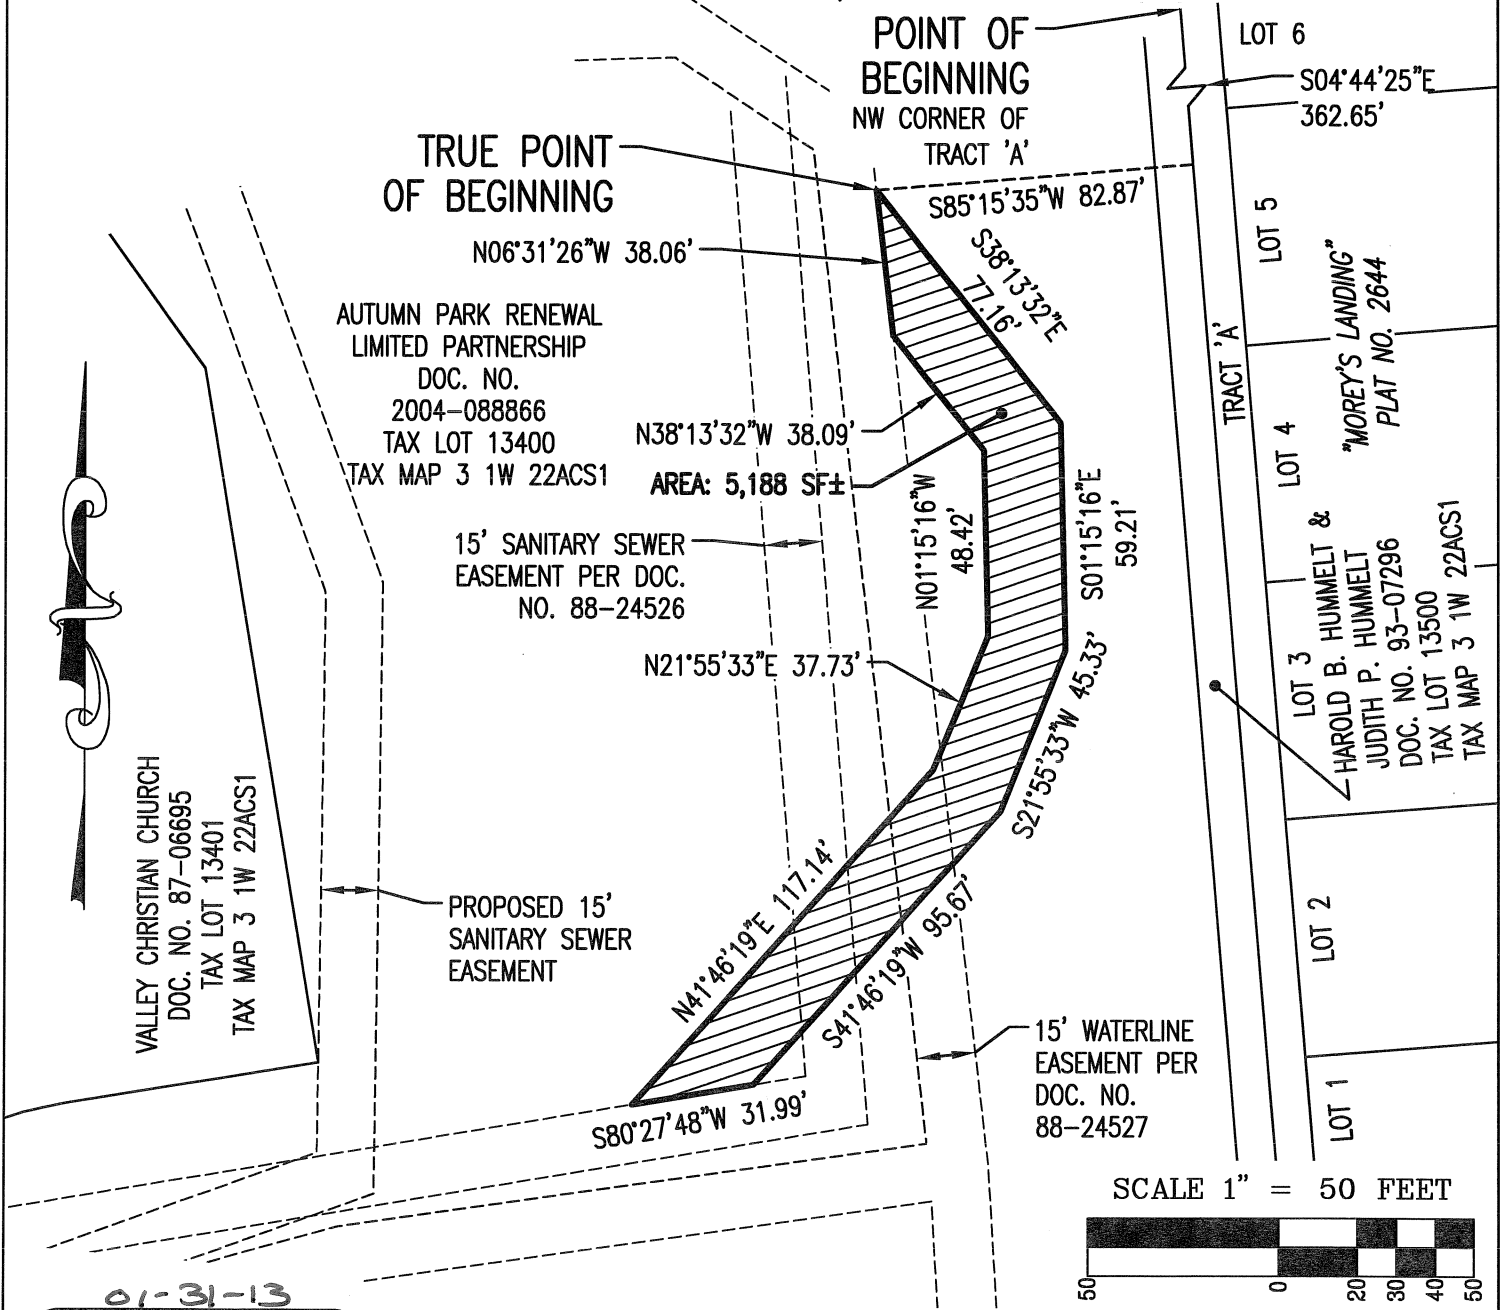 POINT OF
BEGINNING
NW CORNER OF
TRACT 'A'
LOT 6
S04°44'25"E
362.65'
TRUE POINT
OF BEGINNING
S85°15'35"W 82.87'
N06°31'26"W 38.06'
S38°13'32"E
77.16'
LOT 5
"MOREY'S LANDING"
PLAT NO. 2644
AUTUMN PARK RENEWAL
LIMITED PARTNERSHIP
DOC. NO.
2004-088866
TAX LOT 13400
TAX MAP 3 1W 22ACS1
N38°13'32"W 38.09'
AREA: 5,188 SF±
TRACT 'A'
LOT 4
15' SANITARY SEWER
EASEMENT PER DOC.
NO. 88-24526
N01°15'16"W
48.42'
S01°15'16"E
59.21'
N21°55'33"E 37.73'
S21°55'33"W 45.33'
LOT 3
HAROLD B. HUMMELT &
JUDITH P. HUMMELT
DOC. NO. 93-07296
TAX LOT 13500
TAX MAP 3 1W 22ACS1
VALLEY CHRISTIAN CHURCH
DOC. NO. 87-06695
TAX LOT 13401
TAX MAP 3 1W 22ACS1
PROPOSED 15'
SANITARY SEWER
EASEMENT
N41°46'19"E 117.14'
S41°46'19"W 95.67'
LOT 2
15' WATERLINE
EASEMENT PER
DOC. NO.
88-24527
S80°27'48"W 31.99'
LOT 1
SCALE 1" = 50 FEET
50 0 20 30 40 50
01-31-13